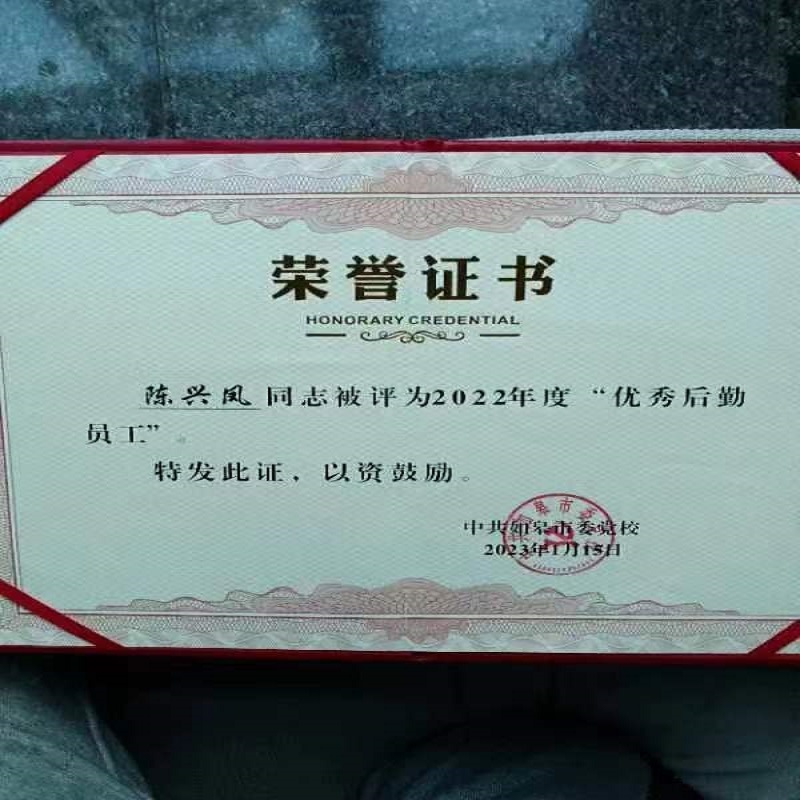 荣誉证书
HONORARY CREDENTIAL
陈兴凤同志被评为2022年度“优秀后勤
员工”。
特发此证，以资鼓励。
中共如皋市委党校
2023年1月15日